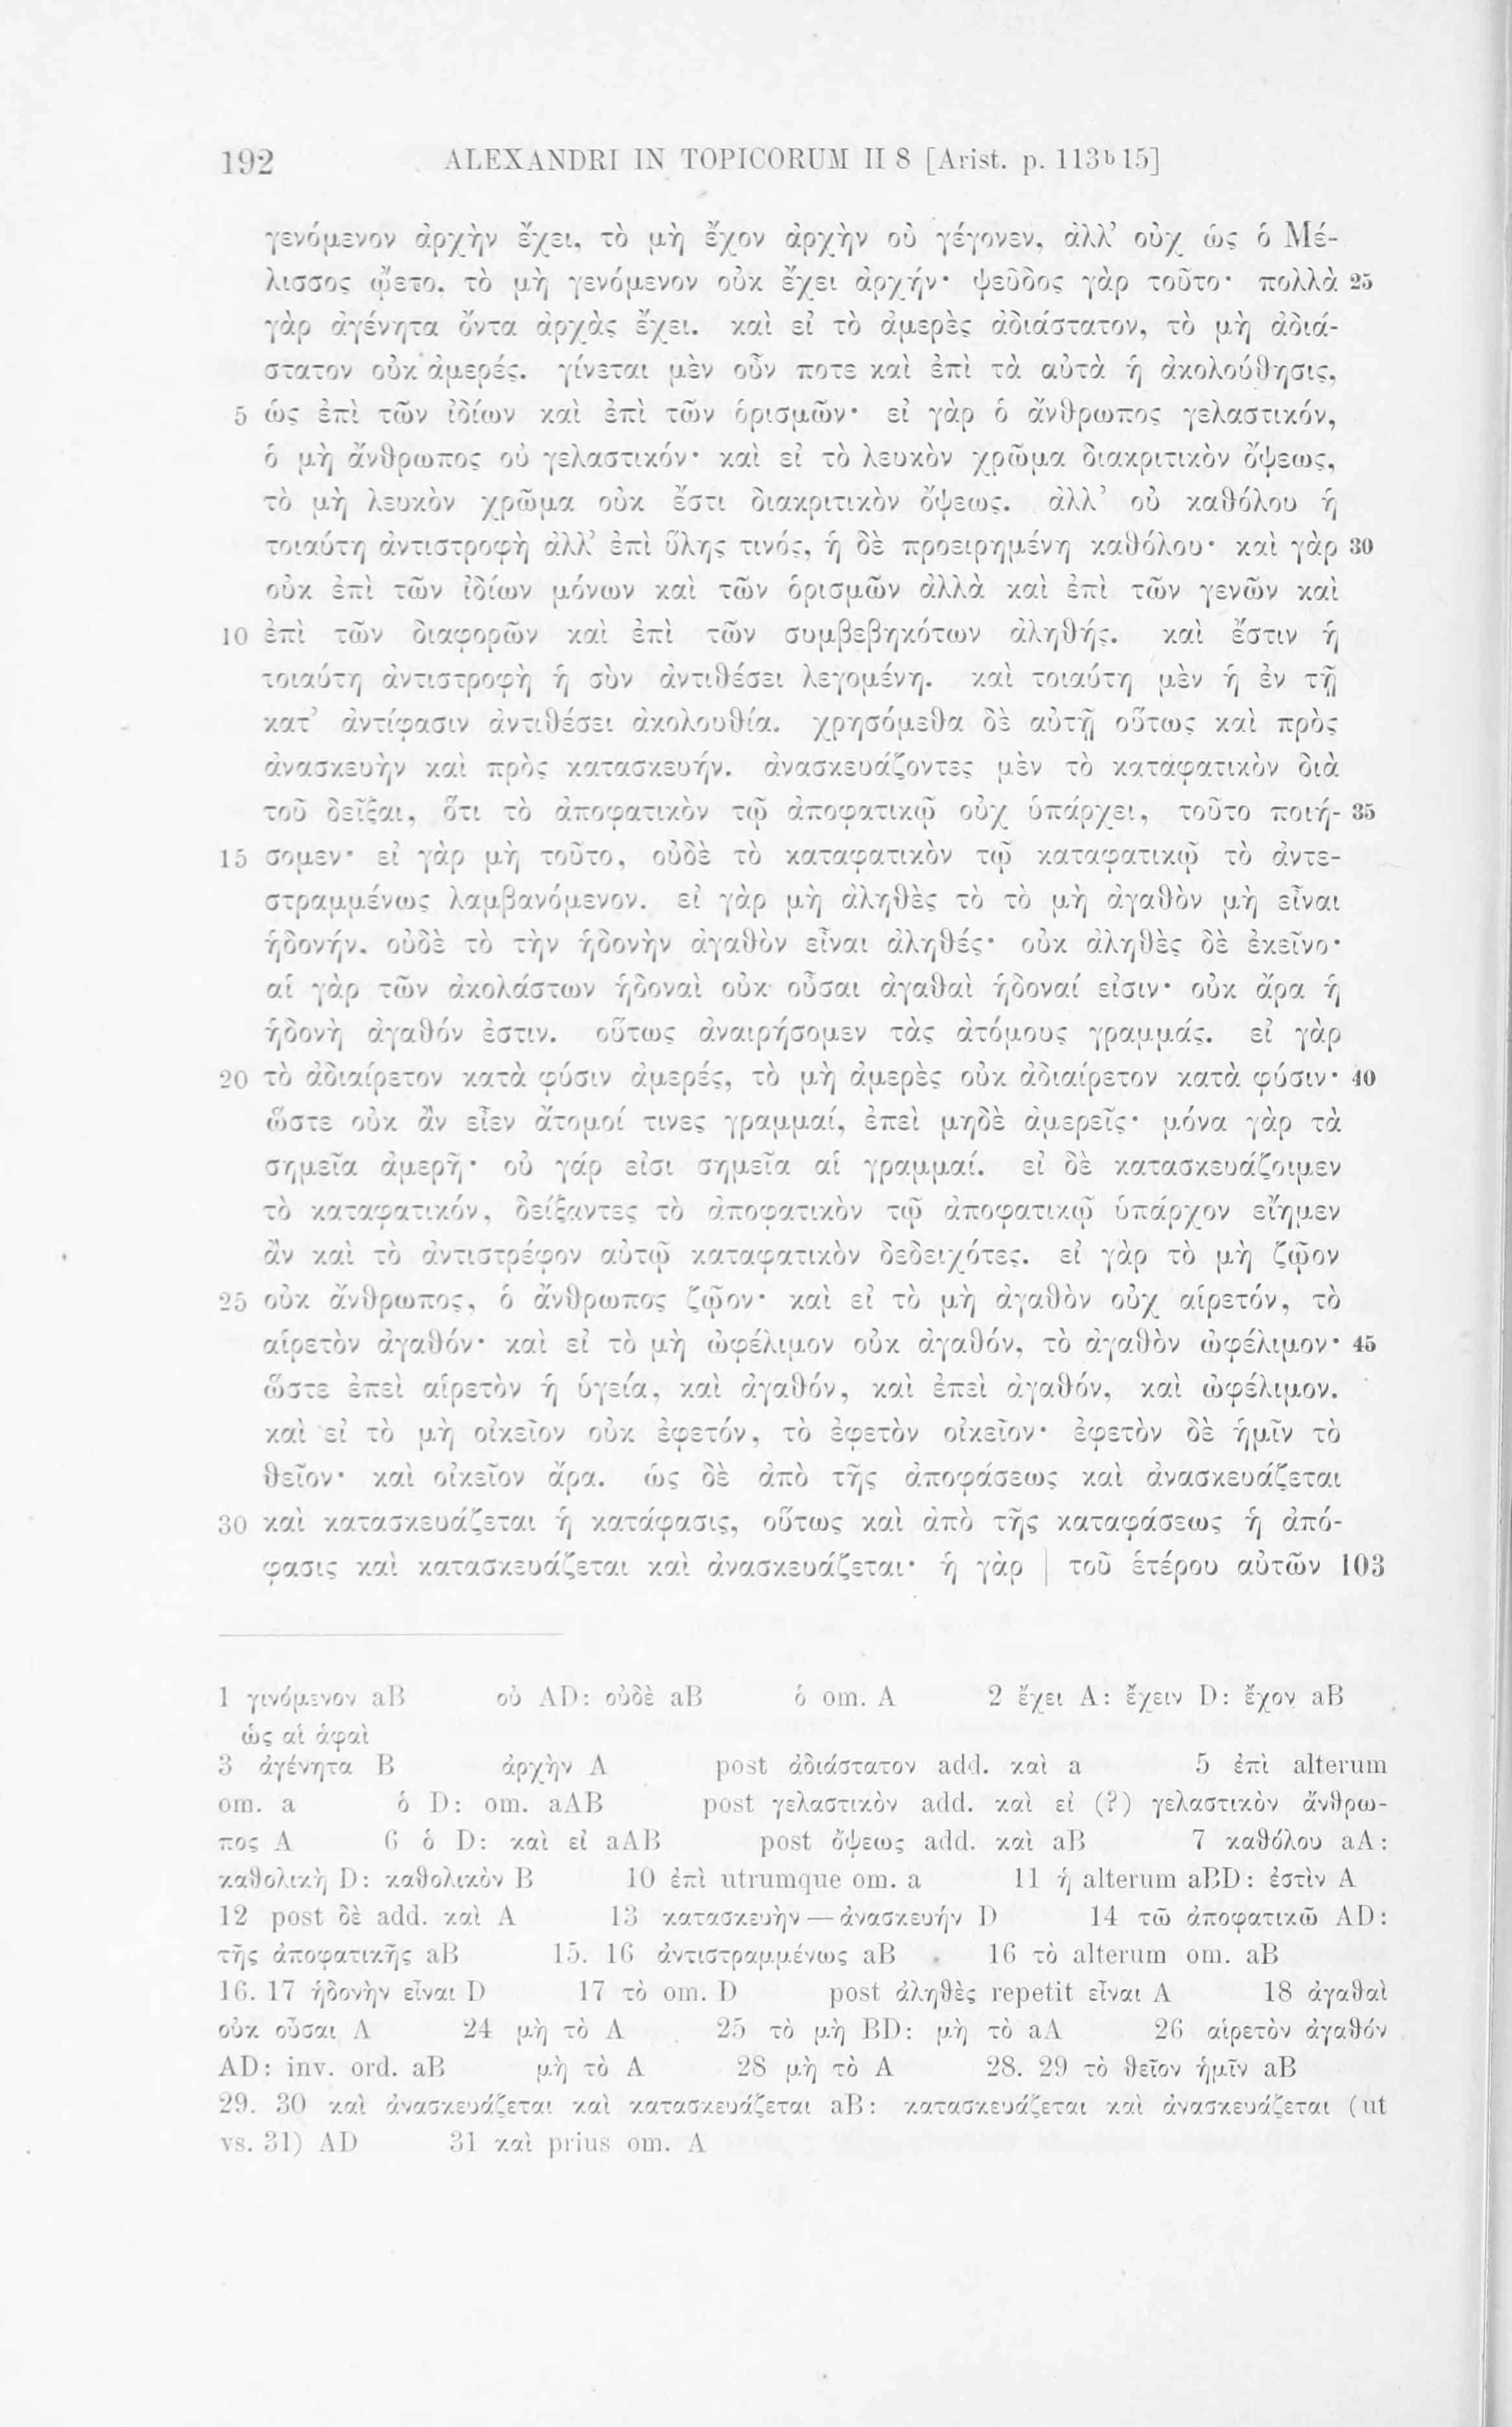 192 ALEXANDRI IN TOPICORUM II 8 [Arist. p. 113ᵇ15]
γενόμενον ἀρχὴν ἔχει, τὸ μὴ ἔχον ἀρχὴν οὐ γέγονεν, ἀλλ’ οὐχ ὡς ὁ Μέ-
λισσος ᾤετο, τὸ μὴ γενόμενον οὐκ ἔχει ἀρχήν· ψεῦδος γὰρ τοῦτο· πολλὰ 25
γὰρ ἀγένητα ὄντα ἀρχὰς ἔχει. καὶ εἰ τὸ ἀμερὲς ἀδιάστατον, τὸ μὴ ἀδιά-
στατον οὐκ ἀμερές. γίνεται μὲν οὖν ποτε καὶ ἐπὶ τὰ αὐτὰ ἡ ἀκολούθησις,
5 ὡς ἐπὶ τῶν ἰδίων καὶ ἐπὶ τῶν ὁρισμῶν· εἰ γὰρ ὁ ἄνθρωπος γελαστικόν,
ὁ μὴ ἄνθρωπος οὐ γελαστικόν· καὶ εἰ τὸ λευκὸν χρῶμα διακριτικὸν ὄψεως,
τὸ μὴ λευκὸν χρῶμα οὐκ ἔστι διακριτικὸν ὄψεως. ἀλλ’ οὐ καθόλου ἡ
τοιαύτη ἀντιστροφὴ ἀλλ’ ἐπὶ ὕλης τινός, ἡ δὲ προειρημένη καθόλου· καὶ γὰρ 30
οὐκ ἐπὶ τῶν ἰδίων μόνων καὶ τῶν ὁρισμῶν ἀλλὰ καὶ ἐπὶ τῶν γενῶν καὶ
10 ἐπὶ τῶν διαφορῶν καὶ ἐπὶ τῶν συμβεβηκότων ἀληθής. καὶ ἔστιν ἡ
τοιαύτη ἀντιστροφὴ ἡ σὺν ἀντιθέσει λεγομένη. καὶ τοιαύτη μὲν ἡ ἐν τῇ
κατ’ ἀντίφασιν ἀντιθέσει ἀκολουθία. χρησόμεθα δὲ αὐτῇ οὕτως καὶ πρὸς
ἀνασκευὴν καὶ πρὸς κατασκευήν. ἀνασκευάζοντες μὲν τὸ καταφατικὸν διὰ
τοῦ δεῖξαι, ὅτι τὸ ἀποφατικὸν τῷ ἀποφατικῷ οὐχ ὑπάρχει, τοῦτο ποιή- 35
15 σομεν· εἰ γὰρ μὴ τοῦτο, οὐδὲ τὸ καταφατικὸν τῷ καταφατικῷ τὸ ἀντε-
στραμμένως λαμβανόμενον. εἰ γὰρ μὴ ἀληθὲς τὸ τὸ μὴ ἀγαθὸν μὴ εἶναι
ἡδονήν, οὐδὲ τὸ τὴν ἡδονὴν ἀγαθὸν εἶναι ἀληθές· οὐκ ἀληθὲς δὲ ἐκεῖνο·
αἱ γὰρ τῶν ἀκολάστων ἡδοναὶ οὐκ οὖσαι ἀγαθαὶ ἡδοναί εἰσιν· οὐκ ἄρα ἡ
ἡδονὴ ἀγαθόν ἐστιν. οὕτως ἀναιρήσομεν τὰς ἀτόμους γραμμάς. εἰ γὰρ
20 τὸ ἀδιαίρετον κατὰ φύσιν ἀμερές, τὸ μὴ ἀμερὲς οὐκ ἀδιαίρετον κατὰ φύσιν· 40
ὥστε οὐκ ἂν εἶεν ἄτομοί τινες γραμμαί, ἐπεὶ μηδὲ ἀμερεῖς· μόνα γὰρ τὰ
σημεῖα ἀμερῆ· οὐ γάρ εἰσι σημεῖα αἱ γραμμαί. εἰ δὲ κατασκευάζοιμεν
τὸ καταφατικόν, δείξαντες τὸ ἀποφατικὸν τῷ ἀποφατικῷ ὑπάρχον εἴημεν
ἂν καὶ τὸ ἀντιστρέφον αὐτῷ καταφατικὸν δεδειχότες. εἰ γὰρ τὸ μὴ ζῷον
25 οὐκ ἄνθρωπος, ὁ ἄνθρωπος ζῷον· καὶ εἰ τὸ μὴ ἀγαθὸν οὐχ αἱρετόν, τὸ
αἱρετὸν ἀγαθόν· καὶ εἰ τὸ μὴ ὠφέλιμον οὐκ ἀγαθόν, τὸ ἀγαθὸν ὠφέλιμον· 45
ὥστε ἐπεὶ αἱρετὸν ἡ ὑγεία, καὶ ἀγαθόν, καὶ ἐπεὶ ἀγαθόν, καὶ ὠφέλιμον.
καὶ εἰ τὸ μὴ οἰκεῖον οὐκ ἐφετόν, τὸ ἐφετὸν οἰκεῖον· ἐφετὸν δὲ ἡμῖν τὸ
θεῖον· καὶ οἰκεῖον ἄρα. ὡς δὲ ἀπὸ τῆς ἀποφάσεως καὶ ἀνασκευάζεται
30 καὶ κατασκευάζεται ἡ κατάφασις, οὕτως καὶ ἀπὸ τῆς καταφάσεως ἡ ἀπό-
φασις καὶ κατασκευάζεται καὶ ἀνασκευάζεται· ἡ γὰρ | τοῦ ἑτέρου αὐτῶν 103
1 γινόμενον aB οὐ AD: οὐδὲ aB ὁ om. A 2 ἔχει A: ἔχειν D: ἔχον aB
ὡς αἱ ἁφαὶ
3 ἀγένητα B ἀρχὴν A post ἀδιάστατον add. καὶ a 5 ἐπὶ alterum
om. a ὁ D: om. aAB post γελαστικὸν add. καὶ εἰ (?) γελαστικὸν ἄνθρω-
πος A 6 ὁ D: καὶ εἰ aAB post ὄψεως add. καὶ aB 7 καθόλου aA:
καθολικὴ D: καθολικὸν B 10 ἐπὶ utrumque om. a 11 ἡ alterum aBD: ἐστὶν A
12 post δὲ add. καὶ A 13 κατασκευὴν — ἀνασκευήν D 14 τῶ ἀποφατικῶ AD:
τῆς ἀποφατικῆς aB 15. 16 ἀντιστραμμένως aB 16 τὸ alterum om. aB
16. 17 ἡδονὴν εἶναι D 17 τὸ om. D post ἀληθὲς repetit εἶναι A 18 ἀγαθαὶ
οὐκ οὖσαι A 24 μὴ τὸ A 25 τὸ μὴ BD: μὴ τὸ aA 26 αἱρετὸν ἀγαθόν
AD: inv. ord. aB μὴ τὸ A 28 μὴ τὸ A 28. 29 τὸ θεῖον ἡμῖν aB
29. 30 καὶ ἀνασκευάζεται καὶ κατασκευάζεται aB: κατασκευάζεται καὶ ἀνασκευάζεται (ut
vs. 31) AD 31 καὶ prius om. A